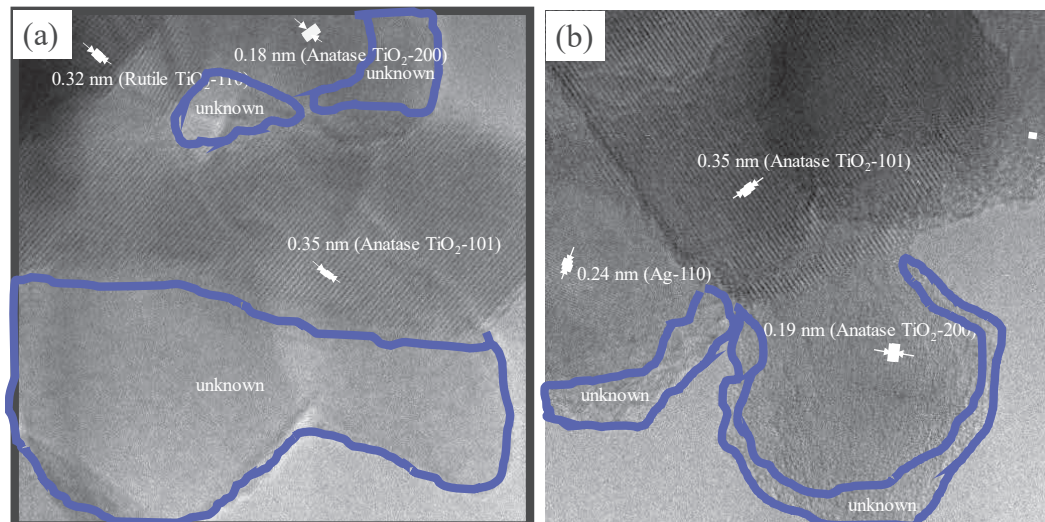 (a)
0.18 nm (Anatase TiO2-200)
unknown
0.32 nm (Rutile TiO2-110)
unknown
0.35 nm (Anatase TiO2-101)
unknown
(b)
0.35 nm (Anatase TiO2-101)
0.24 nm (Ag-110)
0.19 nm (Anatase TiO2-200)
unknown
unknown